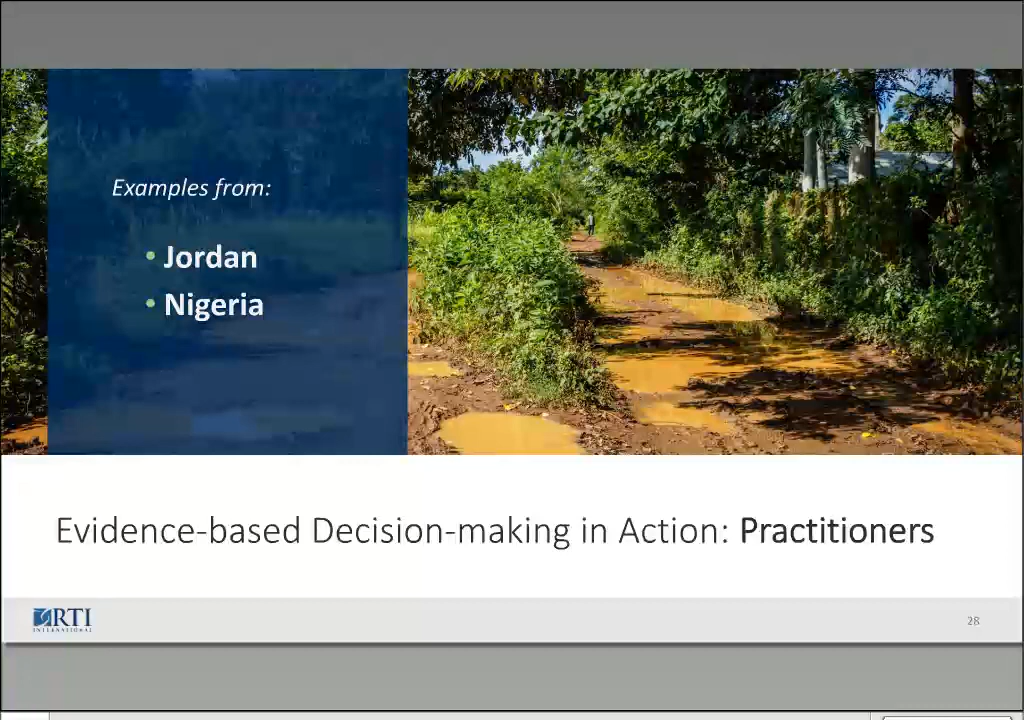 Examples from:
• Jordan
• Nigeria
Evidence-based Decision-making in Action: Practitioners
RTI
INTERNATIONAL
28